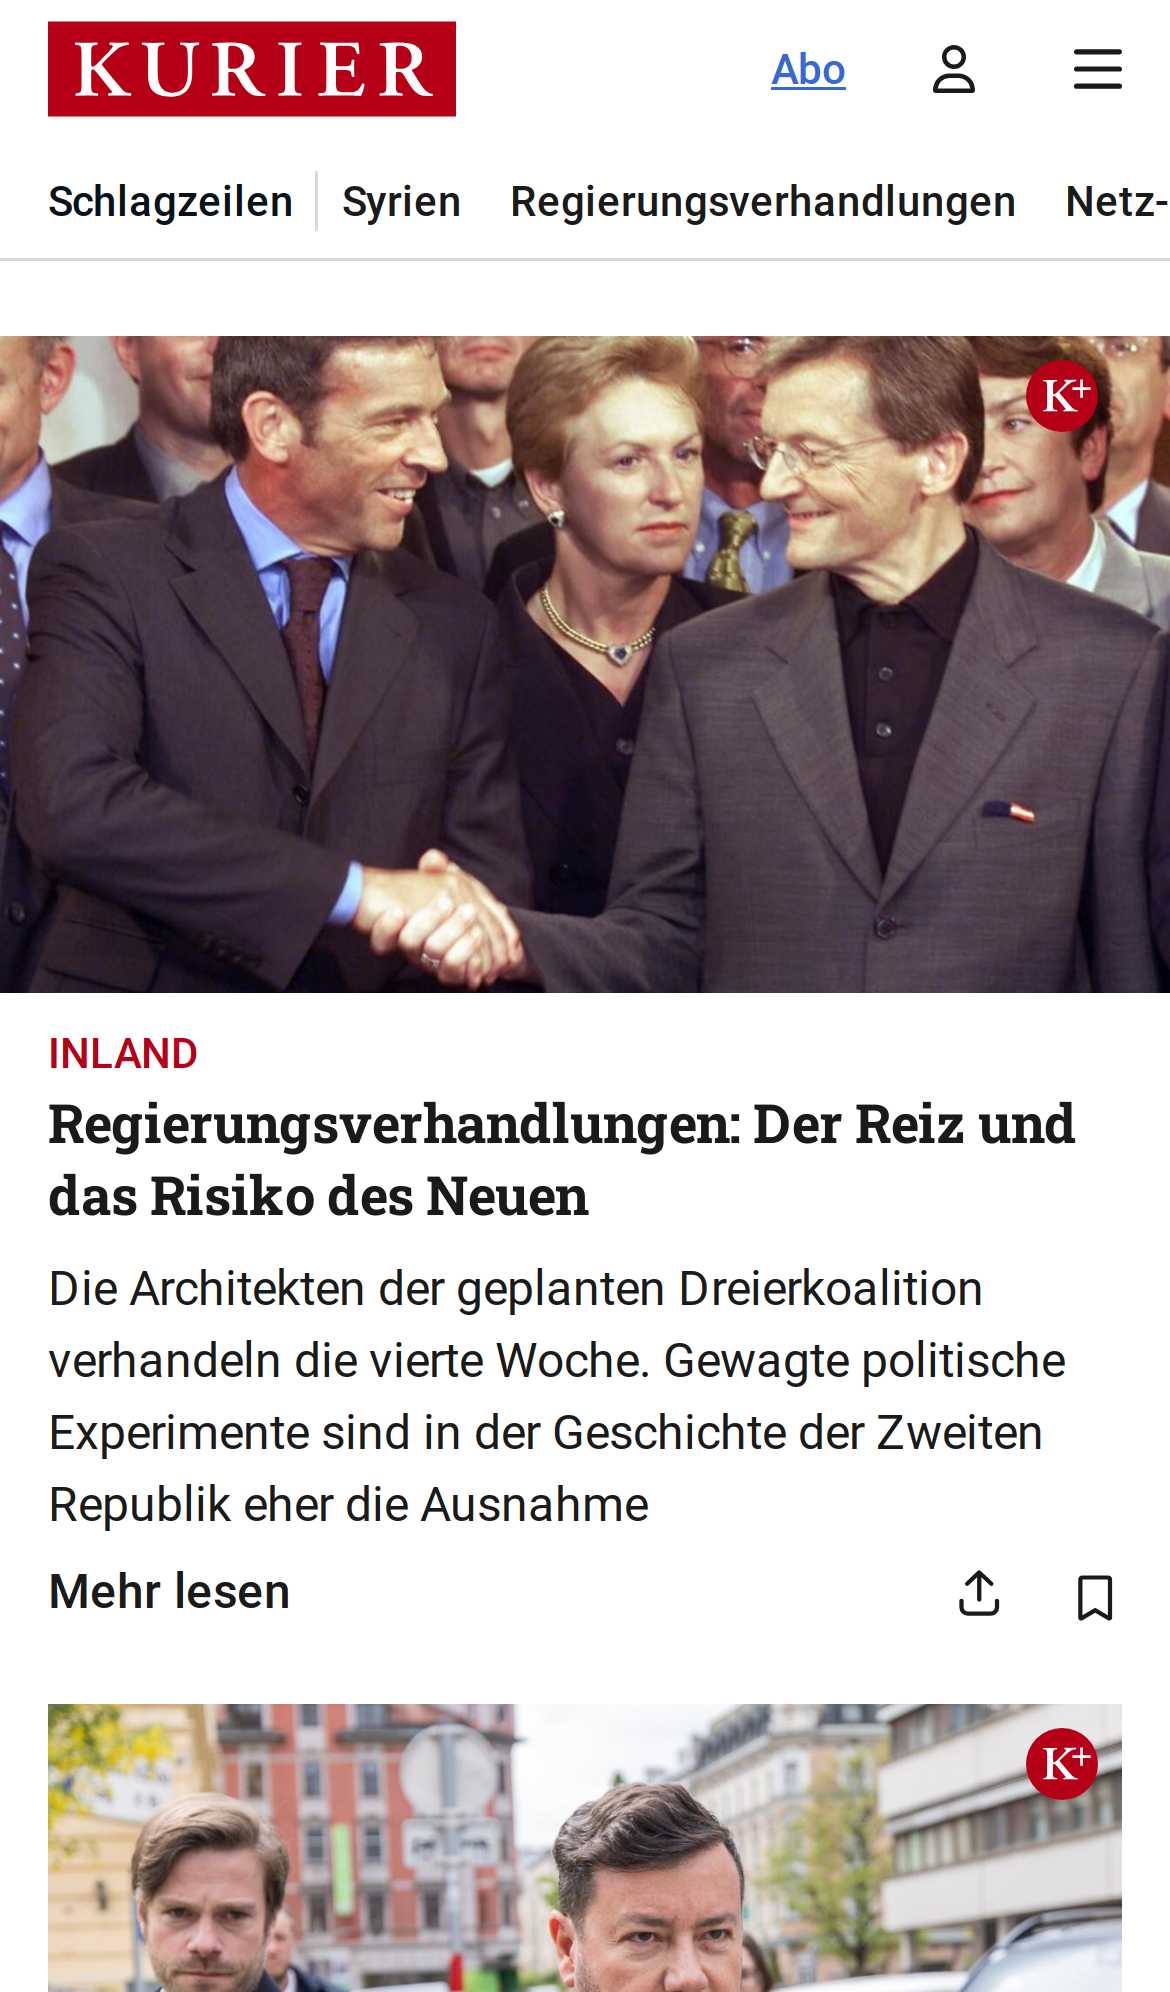 KURIER
Abo
Schlagzeilen
Syrien
Regierungsverhandlungen
Netz-
K+
INLAND
Regierungsverhandlungen: Der Reiz und
das Risiko des Neuen
Die Architekten der geplanten Dreierkoalition
verhandeln die vierte Woche. Gewagte politische
Experimente sind in der Geschichte der Zweiten
Republik eher die Ausnahme
Mehr lesen
K+